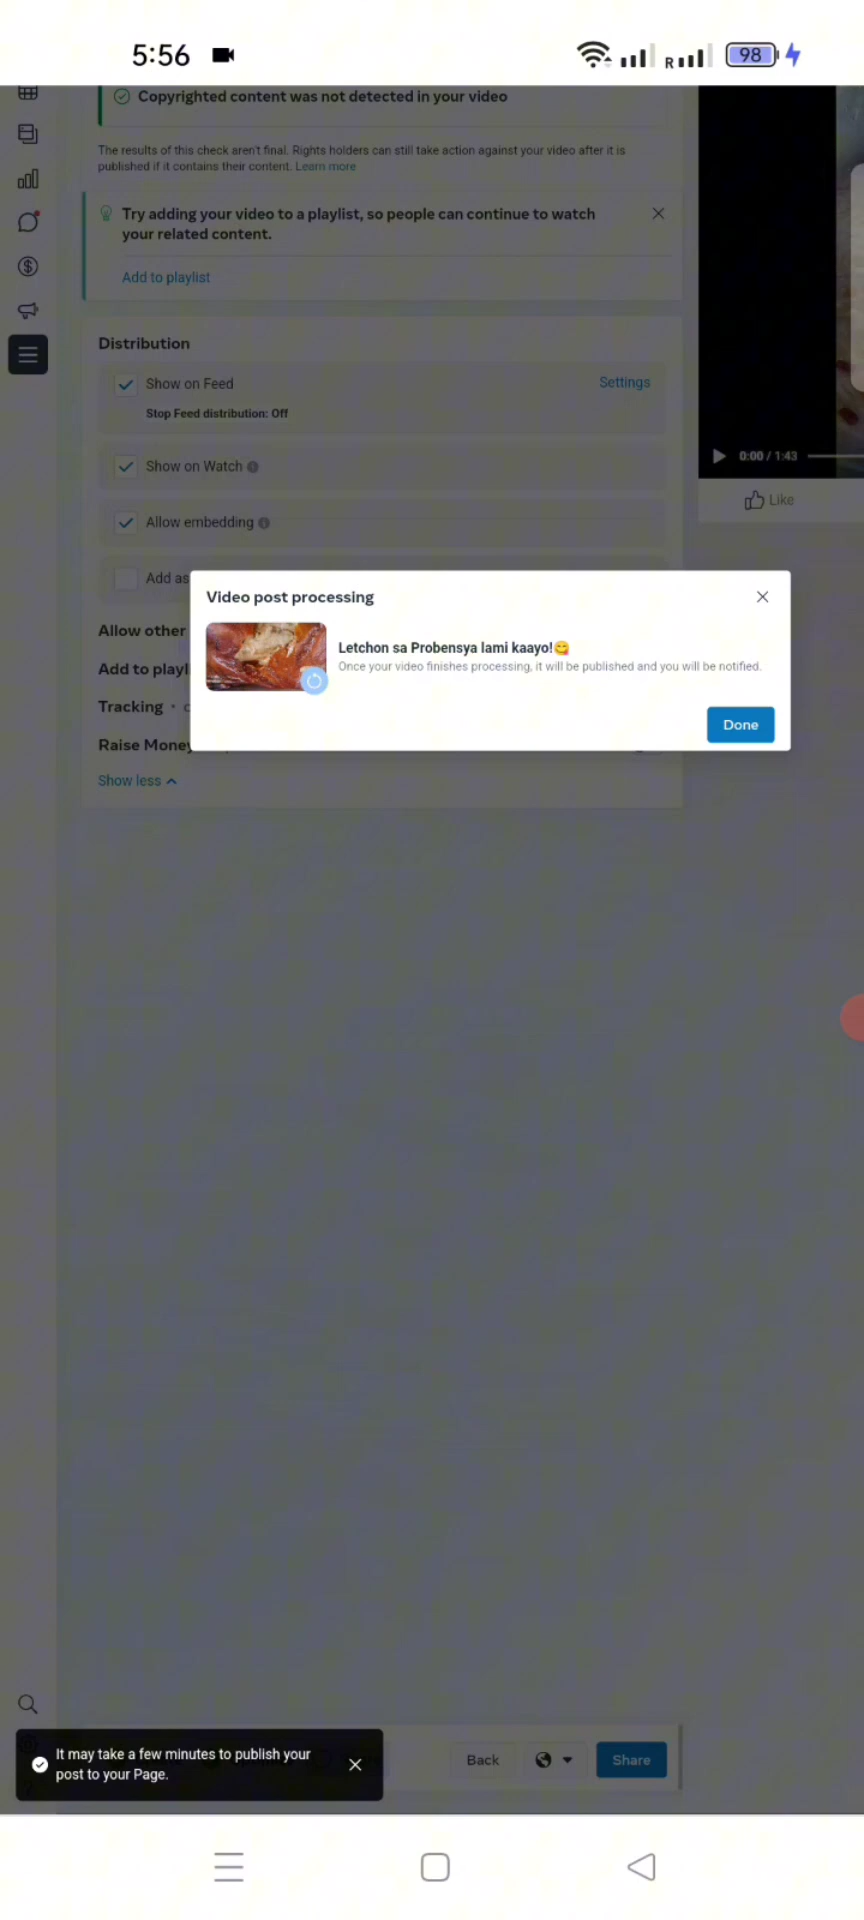 5:56
R
98
Copyrighted content was not detected in your video
The results of this check aren't final. Rights holders can still take action against your video after it is
published if it contains their content. Learn more
Try adding your video to a playlist, so people can continue to watch
your related content.
Add to playlist
Distribution
Show on Feed
Settings
Stop Feed distribution: Off
Show on Watch
0:00 / 1:43
Like
Allow embedding
Add as
Video post processing
Allow other
Letchon sa Probensya lami kaayo!😋
Once your video finishes processing, it will be published and you will be notified.
Add to playl
Tracking •
Done
Raise Money
Show less
It may take a few minutes to publish your
post to your Page.
Back
Share